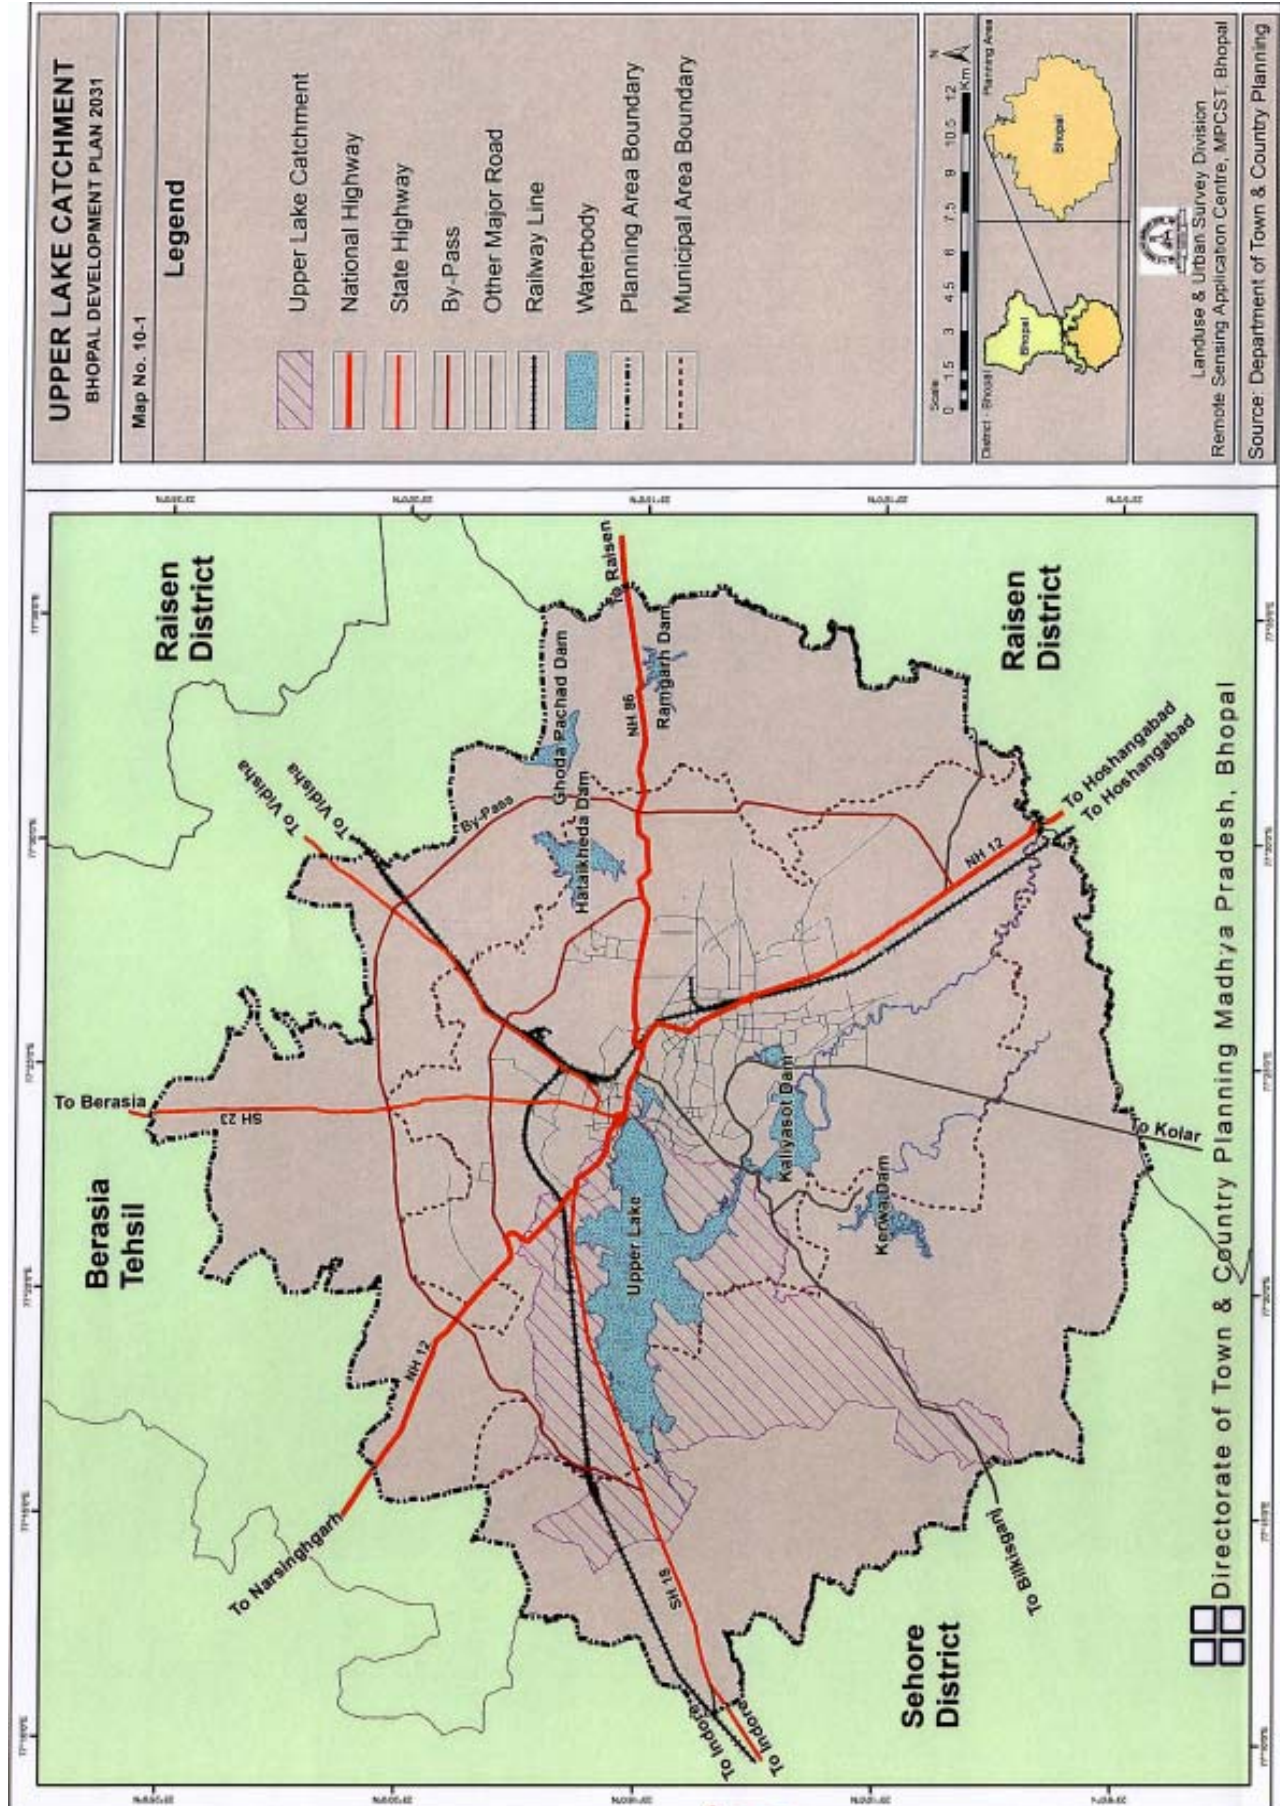 UPPER LAKE CATCHMENT
BHOPAL DEVELOPMENT PLAN 2031
Map No. 10-1
Legend
Upper Lake Catchment
National Highway
State Highway
By-Pass
Other Major Road
Railway Line
Waterbody
Planning Area Boundary
Municipal Area Boundary
Scale
N
0 1.5 3 4.5 6 7.5 9 10.5 12
Km
District - Bhopal
Planning Area
Bhopal
Bhopal
Landuse & Urban Survey Division
Remote Sensing Application Centre, MPCST, Bhopal
Source: Department of Town & Country Planning
Raisen
District
To Vidisha
To Vidisha
To Berasia
SH 23
Berasia
Tehsil
By-Pass
Ghoda Pachad Dam
Hataikheda Dam
To Raisen
NH 86
Ramgarh Dam
Raisen
District
To Hoshangabad
To Hoshangabad
NH 12
NH 12
To Narsinghgarh
Upper Lake
Kaliyasot Dam
Kerwa Dam
To Kolar
SH 18
To Indore
To Indore
Sehore
District
To Bilkisganj
Directorate of Town & Country Planning Madhya Pradesh, Bhopal